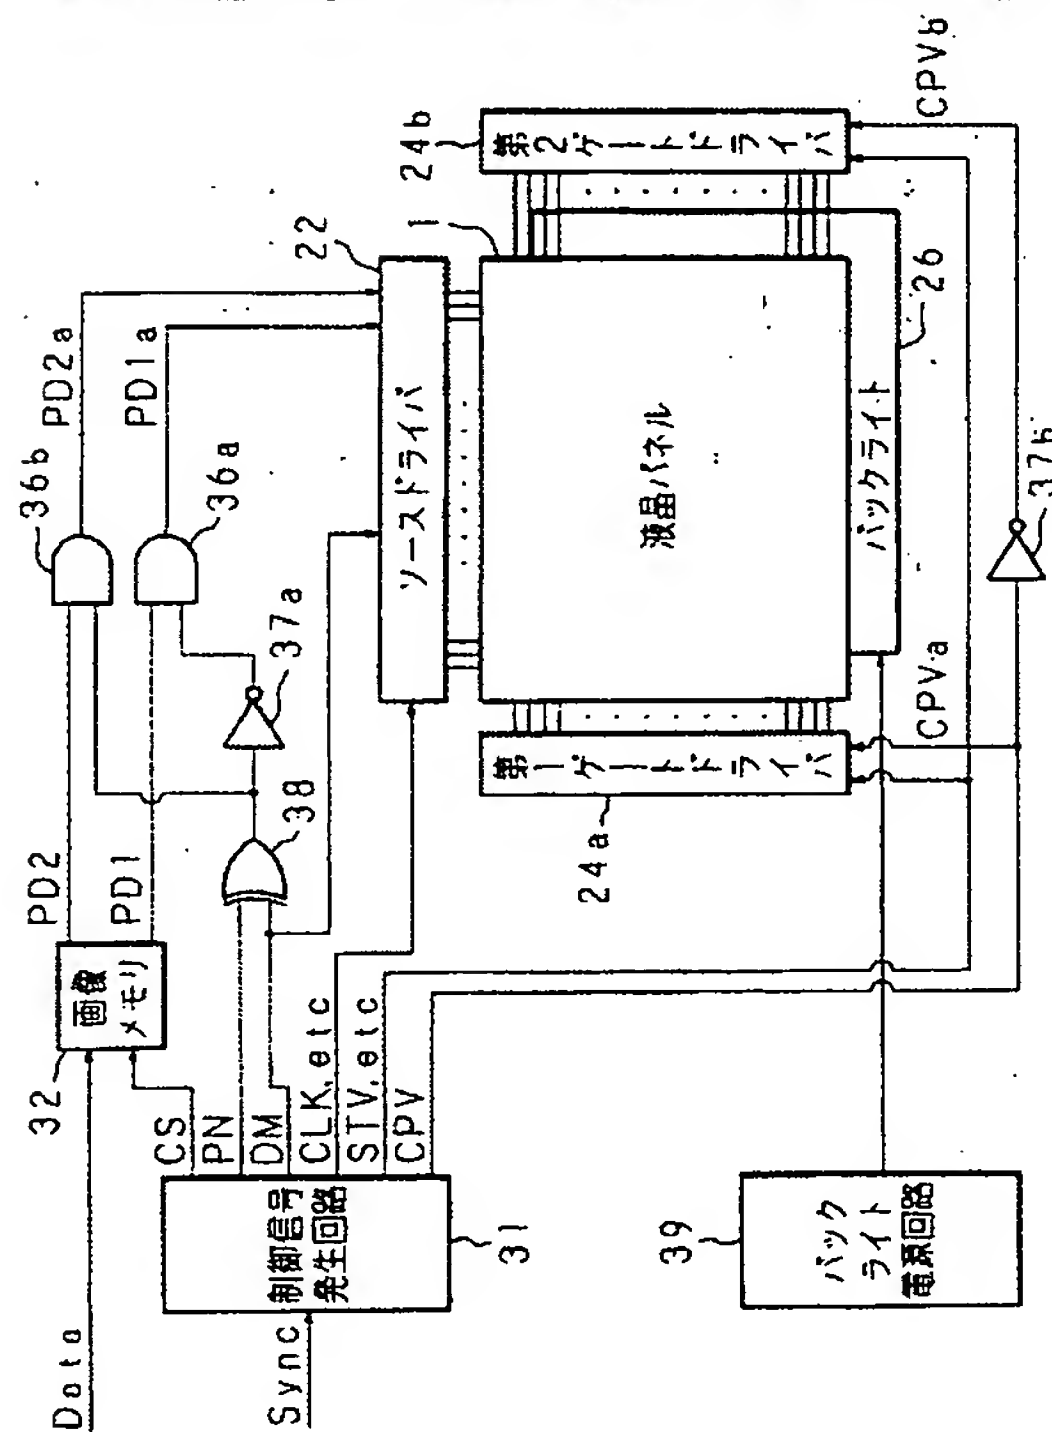 Data
32
画像
メモリ
PD2
PD1
36b
PD2a
36a
PD1a
37a
38
22
ソースドライバ
CS
PN
DM
CLK,etc
STV,etc
CPV
Sync
制御信号
発生回路
31
24a
第1ゲートドライバ
1
液晶パネル
24b
第2ゲートドライバ
バックライト
26
CPVa
CPVb
37b
39
バック
ライト
電源回路